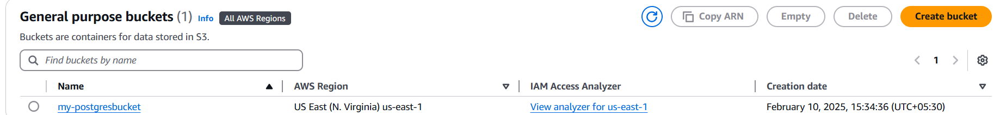 General purpose buckets (1) Info All AWS Regions Copy ARN Empty Delete Create bucket
Buckets are containers for data stored in S3.
Find buckets by name 1
Name AWS Region IAM Access Analyzer Creation date
my-postgresbucket US East (N. Virginia) us-east-1 View analyzer for us-east-1 February 10, 2025, 15:34:36 (UTC+05:30)